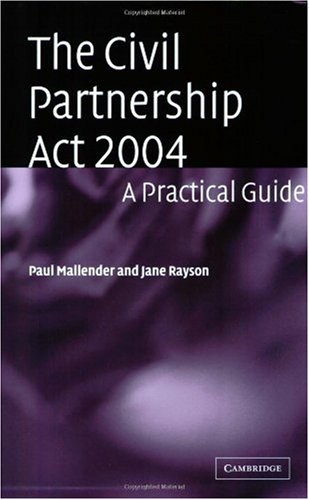 The Civil
Partnership
Act 2004
A Practical Guide
Paul Mallender and Jane Rayson
CAMBRIDGE